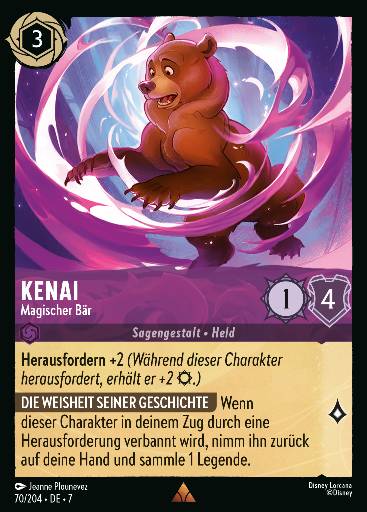 3
KENAI
Magischer Bär
1
4
Sagengestalt • Held
Herausfordern +2 (Während dieser Charakter
herausfordert, erhält er +2 ¤.)
DIE WEISHEIT SEINER GESCHICHTE Wenn
dieser Charakter in deinem Zug durch eine
Herausforderung verbannt wird, nimm ihn zurück
auf deine Hand und sammle 1 Legende.
Jeanne Plounevez
70/204 • DE • 7
Disney Lorcana
©Disney